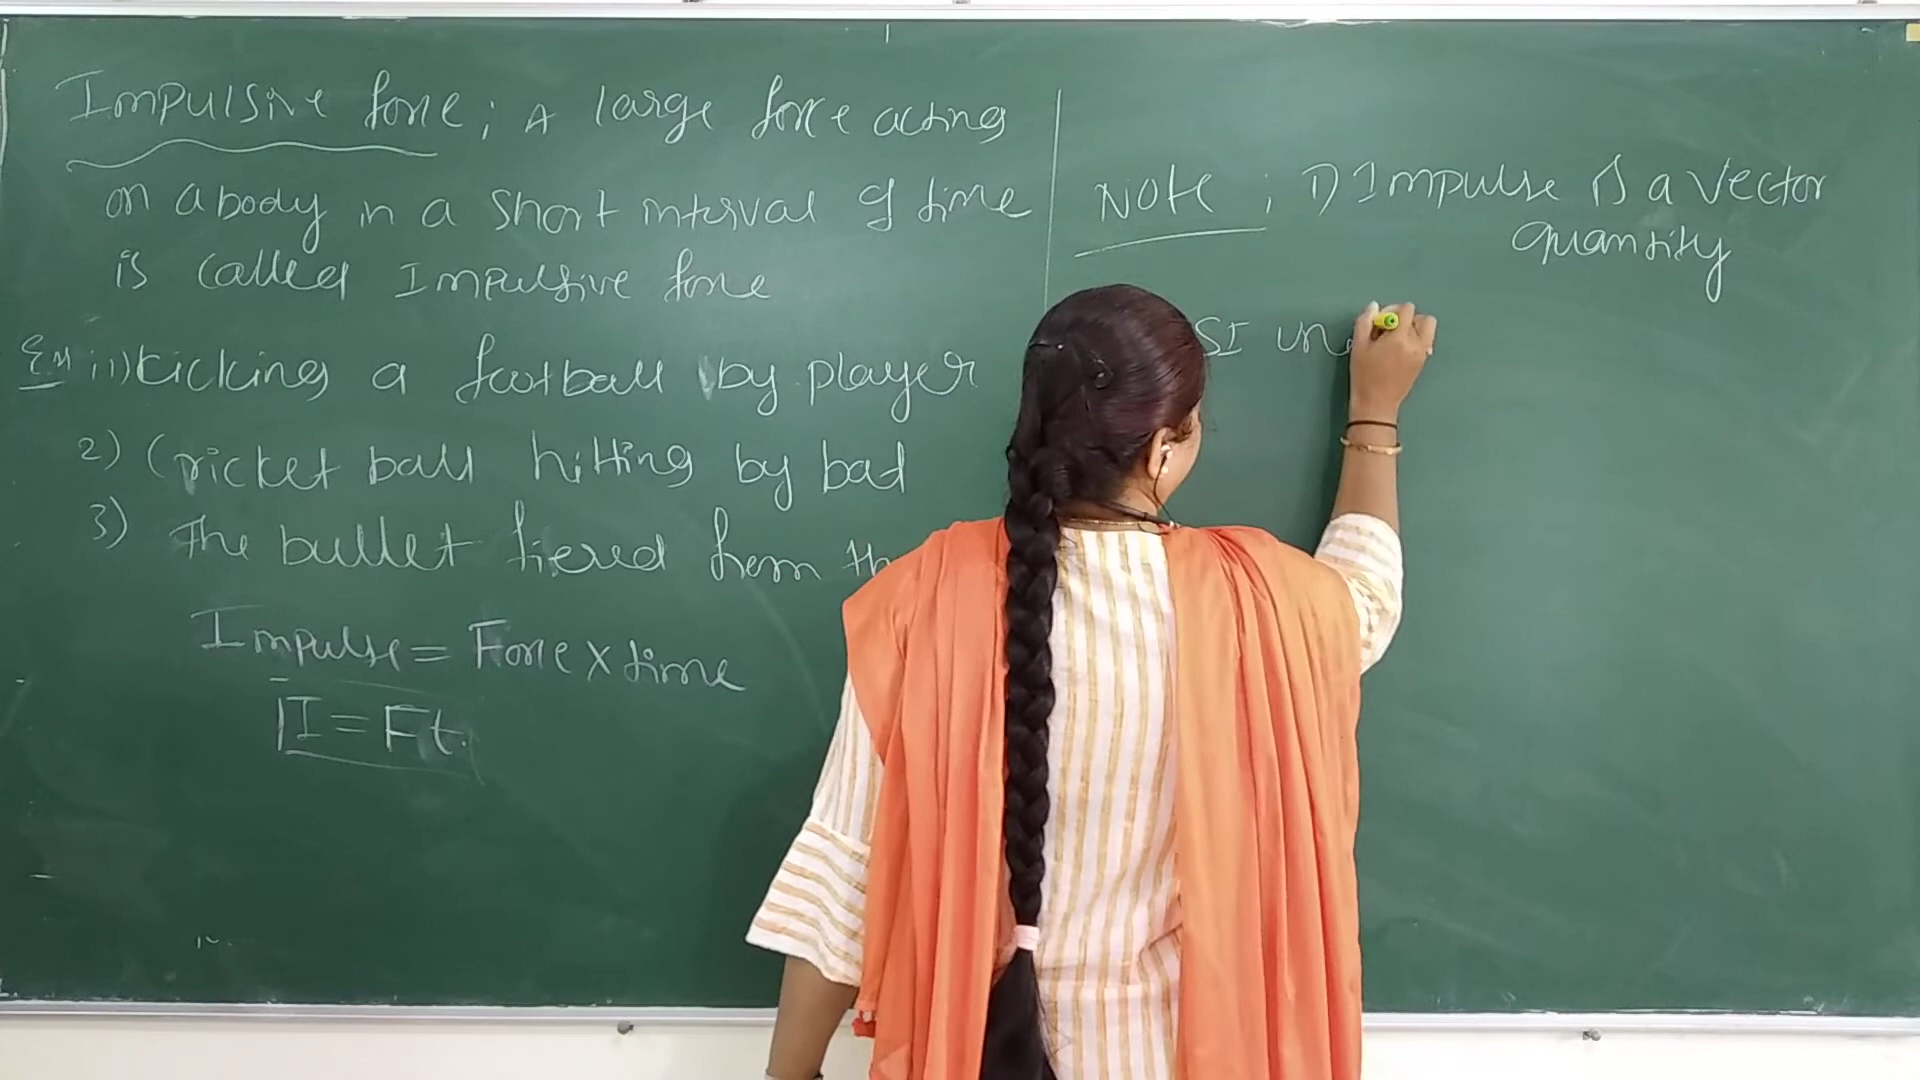 Impulsive force; A large force acting
on a body in a short interval of time
is called Impulsive force
Ex; 1) kicking a football by player
2) Cricket ball hitting by bat
3) The bullet fiered from
Impulse = Force x time
I = Ft.
Note ; 1) Impulse is a vector
quantity
SI un